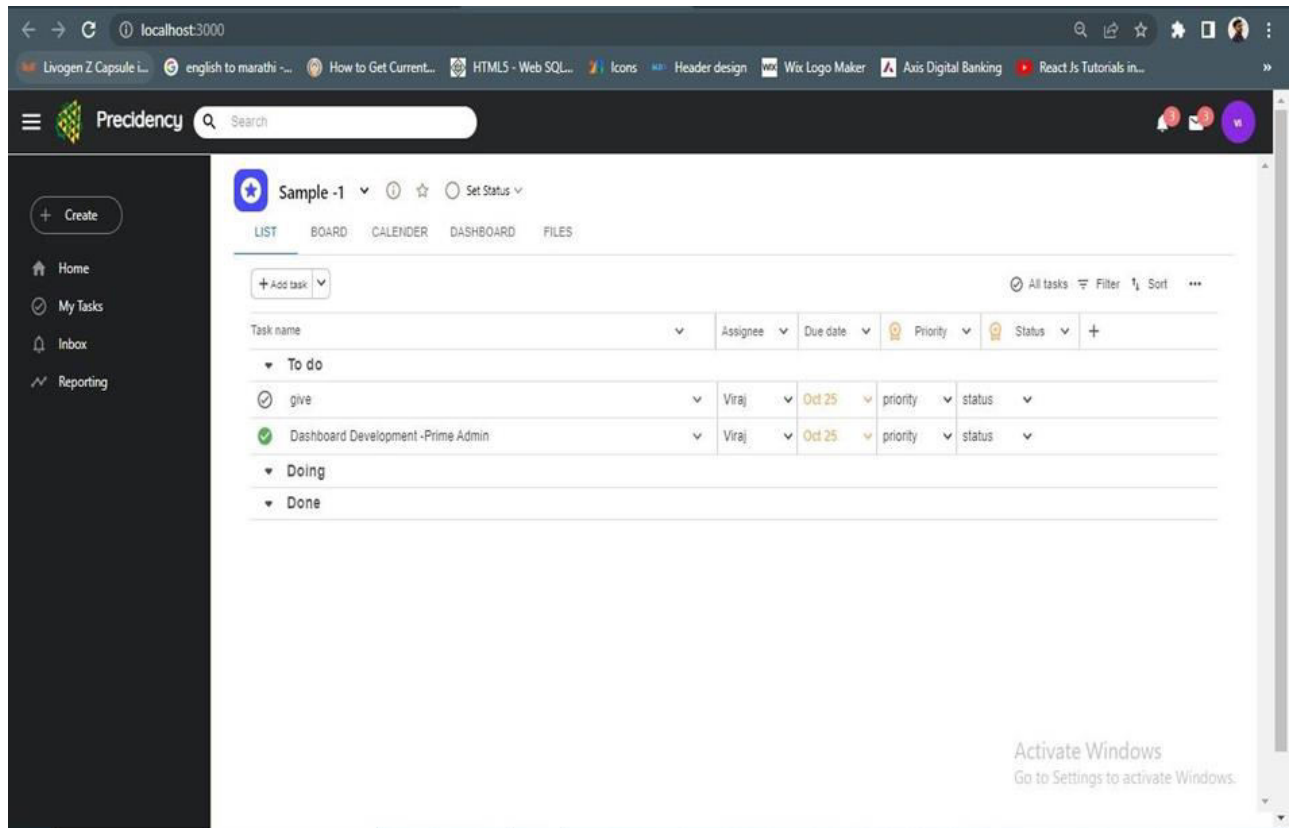 localhost:3000
Livogen Z Capsule i... english to marathi -... How to Get Current... HTML5 - Web SQL... Icons Header design Wix Logo Maker Axis Digital Banking React Js Tutorials in... »
Precidency Search 3 3 VI
Sample -1 Set Status
+ Create
LIST BOARD CALENDER DASHBOARD FILES
Home
+ Add task All tasks Filter Sort ...
My Tasks
Task name Assignee Due date Priority Status +
Inbox
To do
Reporting
give Viraj Oct 25 priority status
Dashboard Development -Prime Admin Viraj Oct 25 priority status
Doing
Done
Activate Windows
Go to Settings to activate Windows.